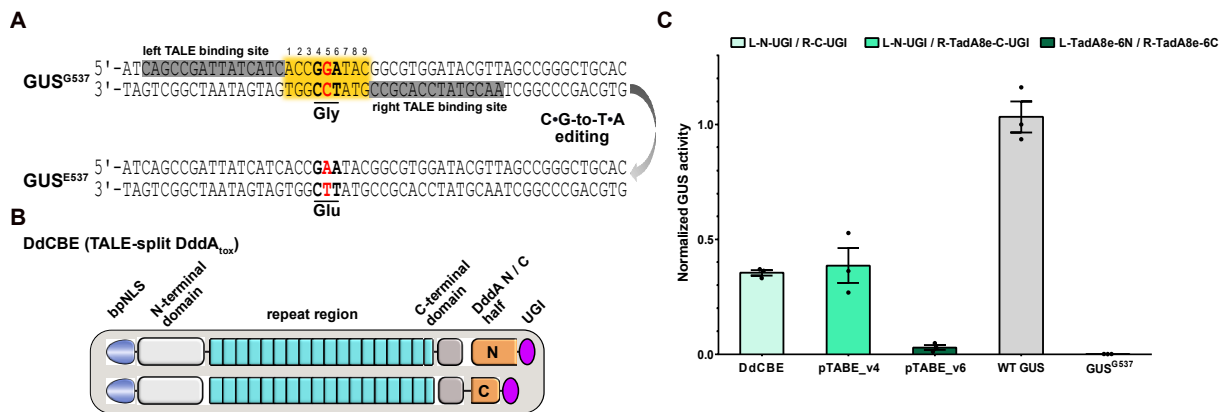 A
left TALE binding site
1 2 3 4 5 6 7 8 9
GUS^G537
5'-ATCAGCCGATTATCATCACCGGATACGGCGTGGATACGTTAGCCGGGCTGCAC
3'-TAGTCGGCTAATAGTAGTGGCCTATGCCGCACCTATGCAATCGGCCCGACGTG
Gly
right TALE binding site
C•G-to-T•A
editing
GUS^E537
5'-ATCAGCCGATTATCATCACCGAATACGGCGTGGATACGTTAGCCGGGCTGCAC
3'-TAGTCGGCTAATAGTAGTGGCTTATGCCGCACCTATGCAATCGGCCCGACGTG
Glu
B
DdCBE (TALE-split DddA_tox)
bpNLS
N-terminal
domain
repeat region
C-terminal
domain
DddA N / C
half
UGI
N
C
C
L-N-UGI / R-C-UGI
L-N-UGI / R-TadA8e-C-UGI
L-TadA8e-6N / R-TadA8e-6C
Normalized GUS activity
1.0
0.5
0.0
DdCBE
pTABE_v4
pTABE_v6
WT GUS
GUS^G537